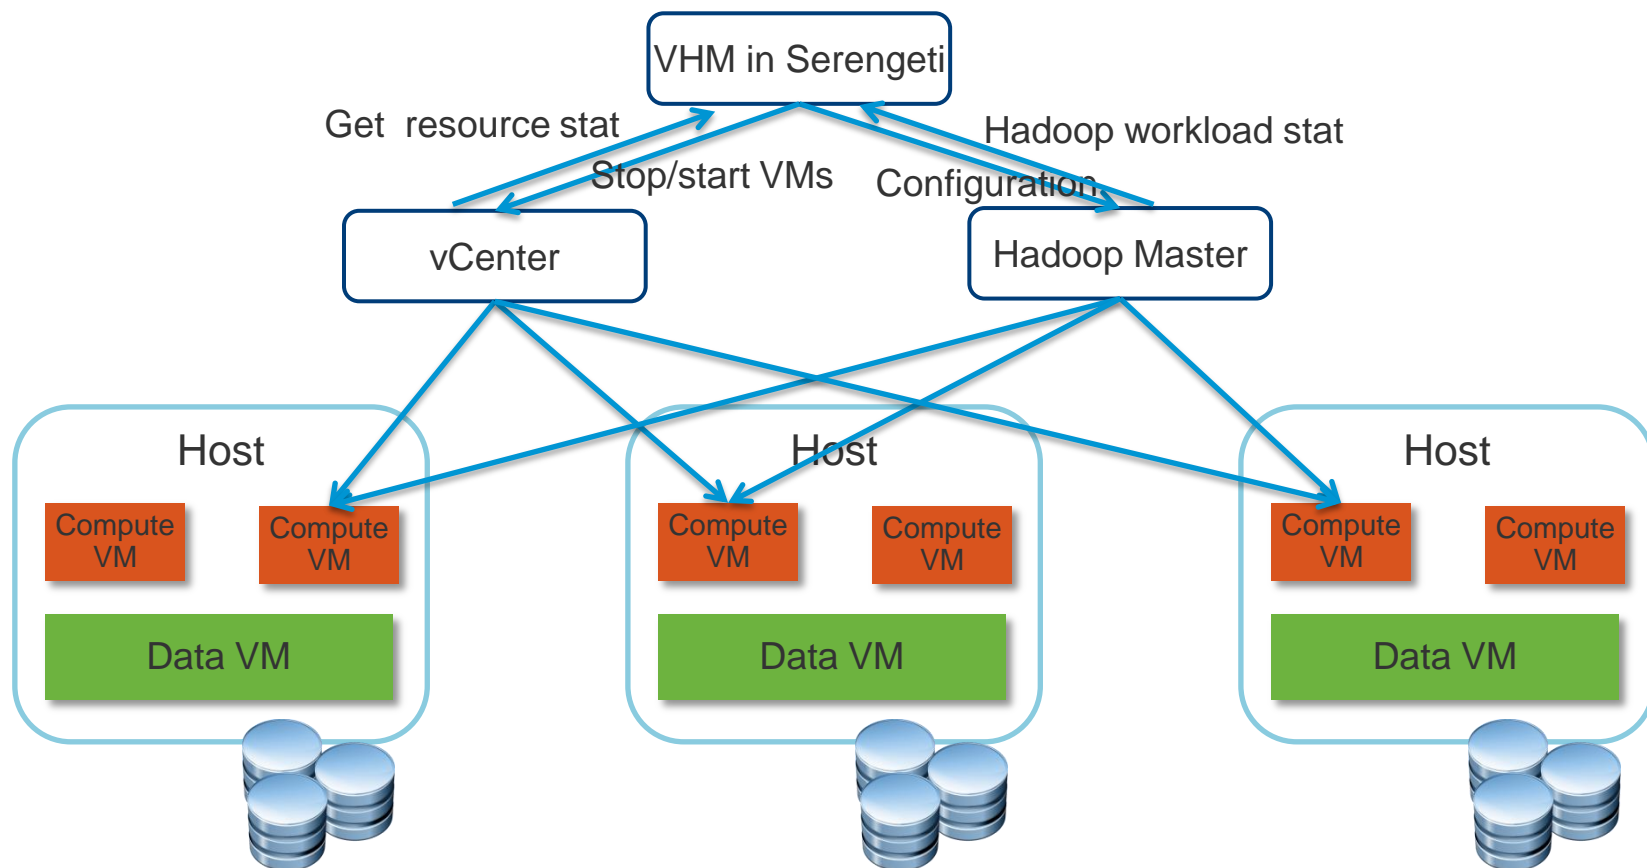 VHM in Serengeti
Get resource stat
Hadoop workload stat
Stop/start VMs
Configuration
vCenter
Hadoop Master
Host
Host
Host
Compute
VM
Compute
VM
Compute
VM
Compute
VM
Compute
VM
Compute
VM
Data VM
Data VM
Data VM